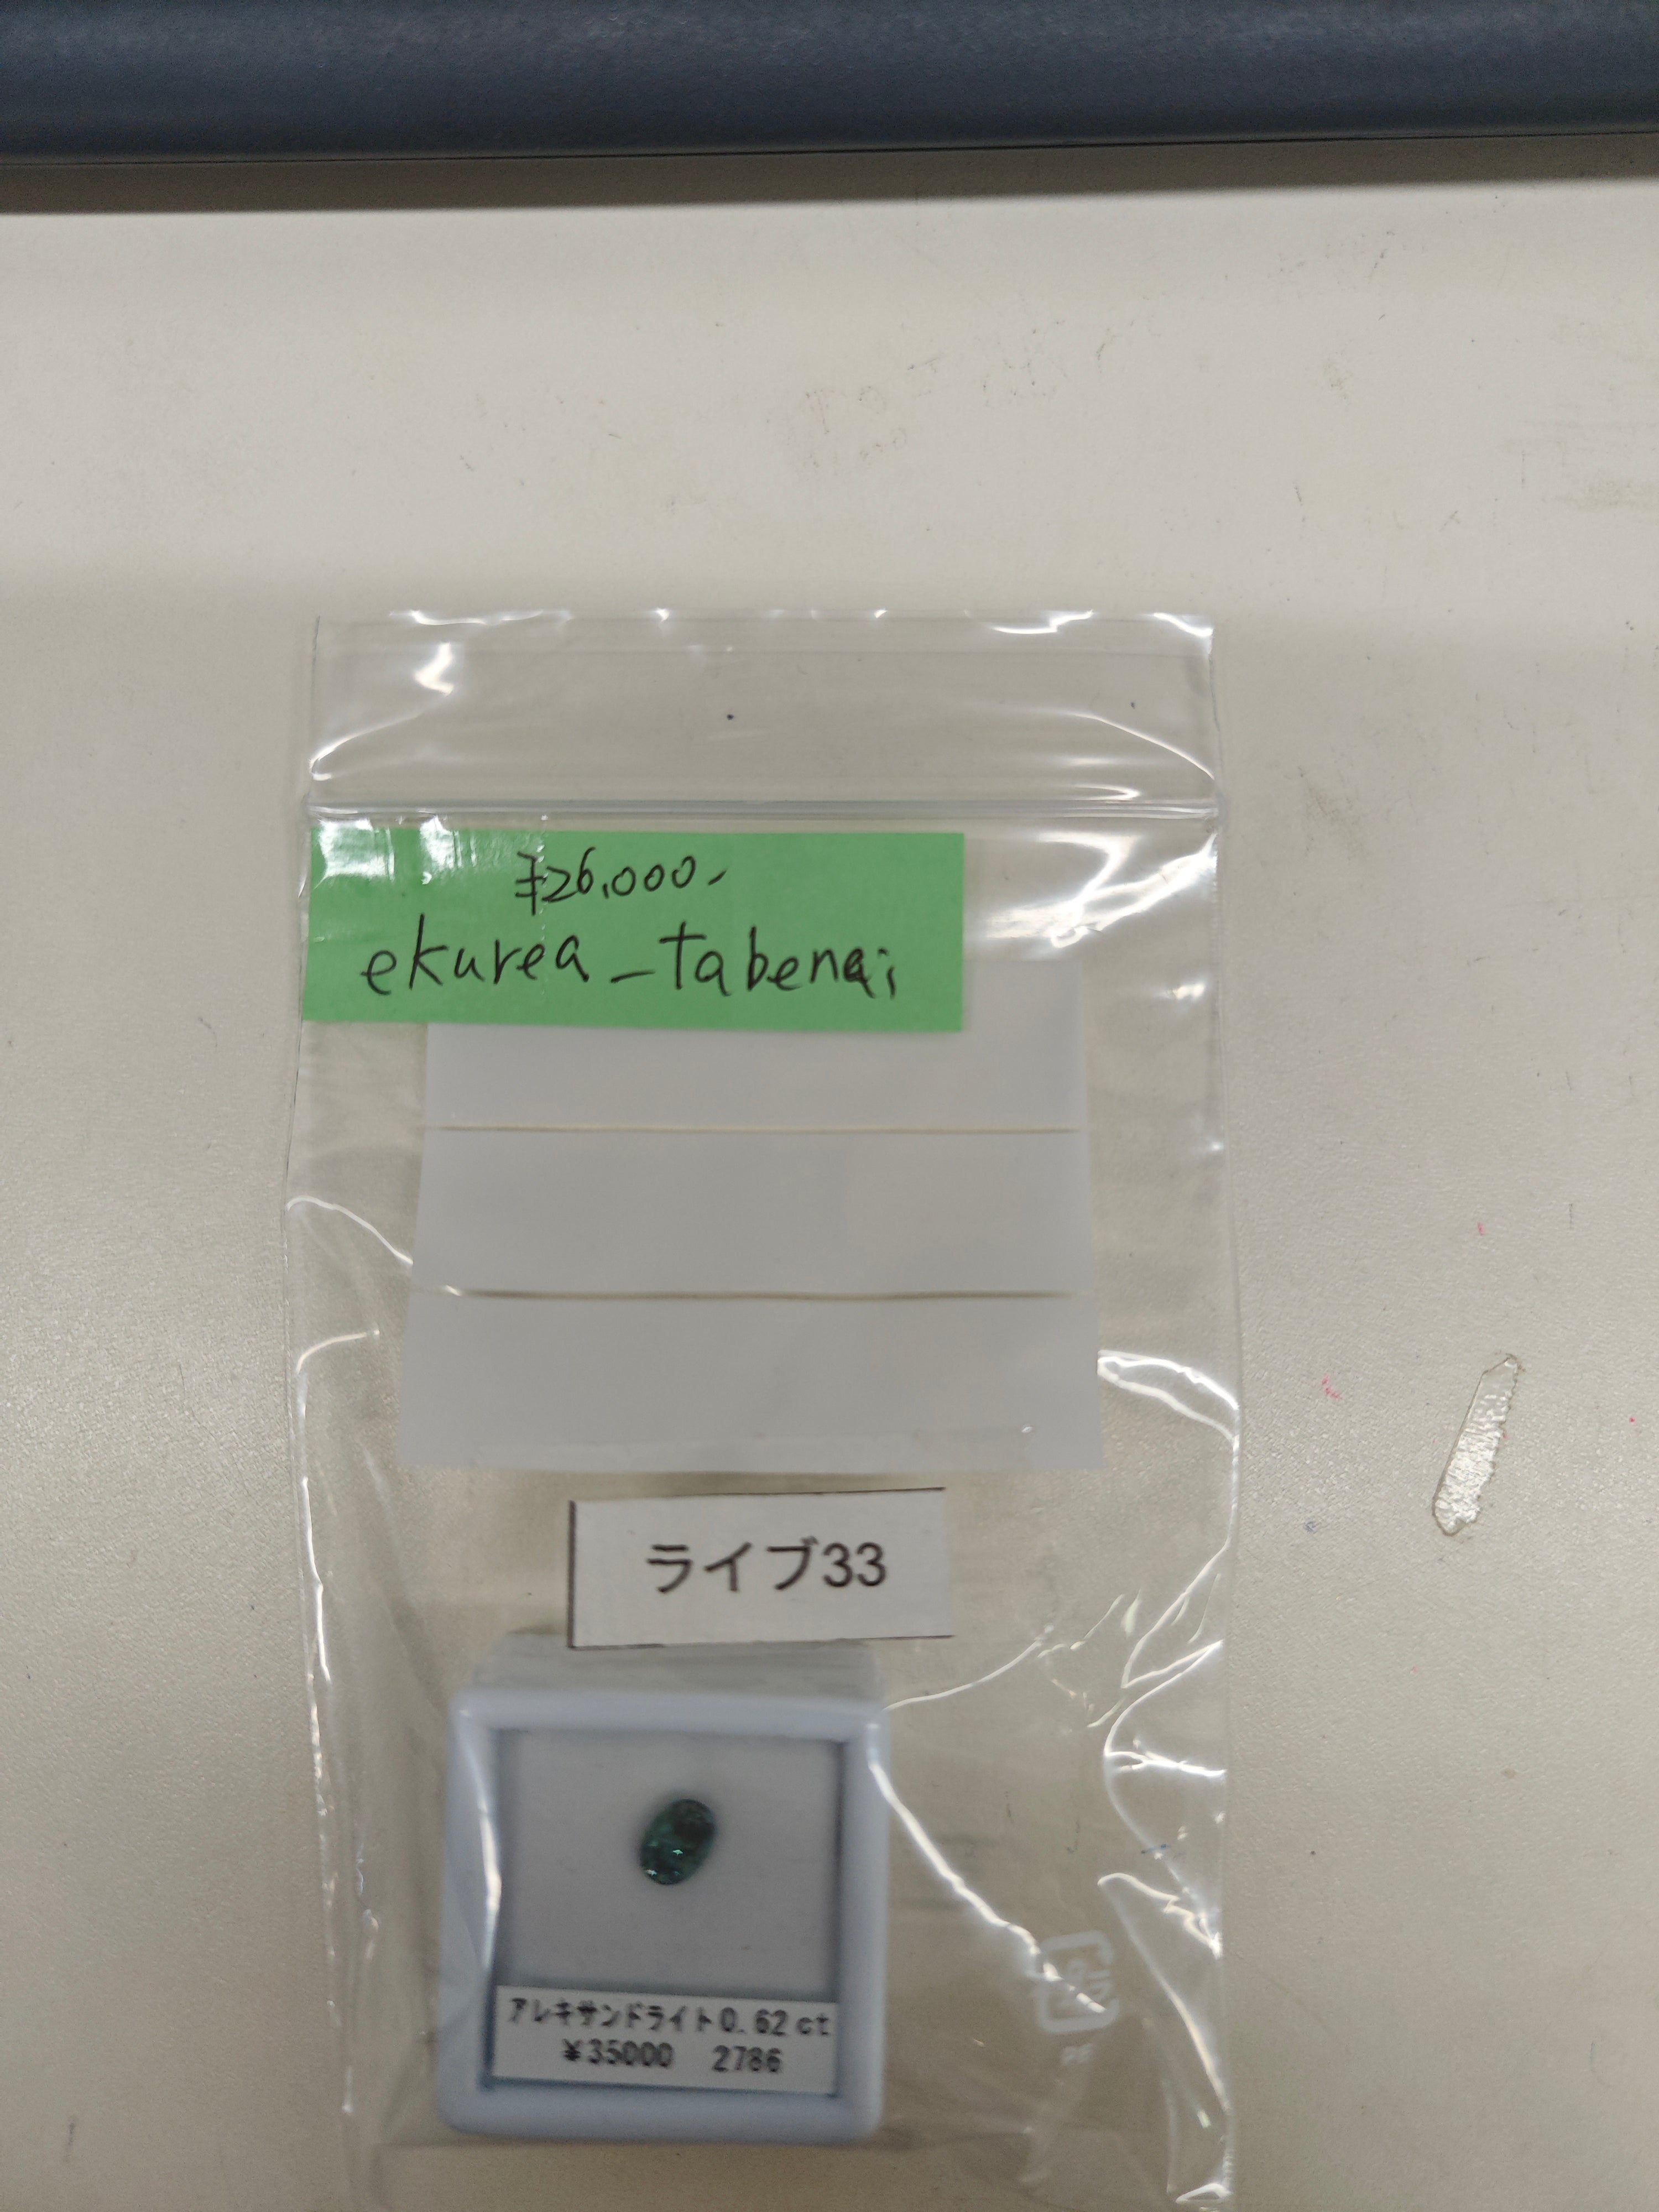 ¥26,000-
ekurea_tabenai
ライブ33
アレキサンドライト0.62ct
¥35000 2786
PE